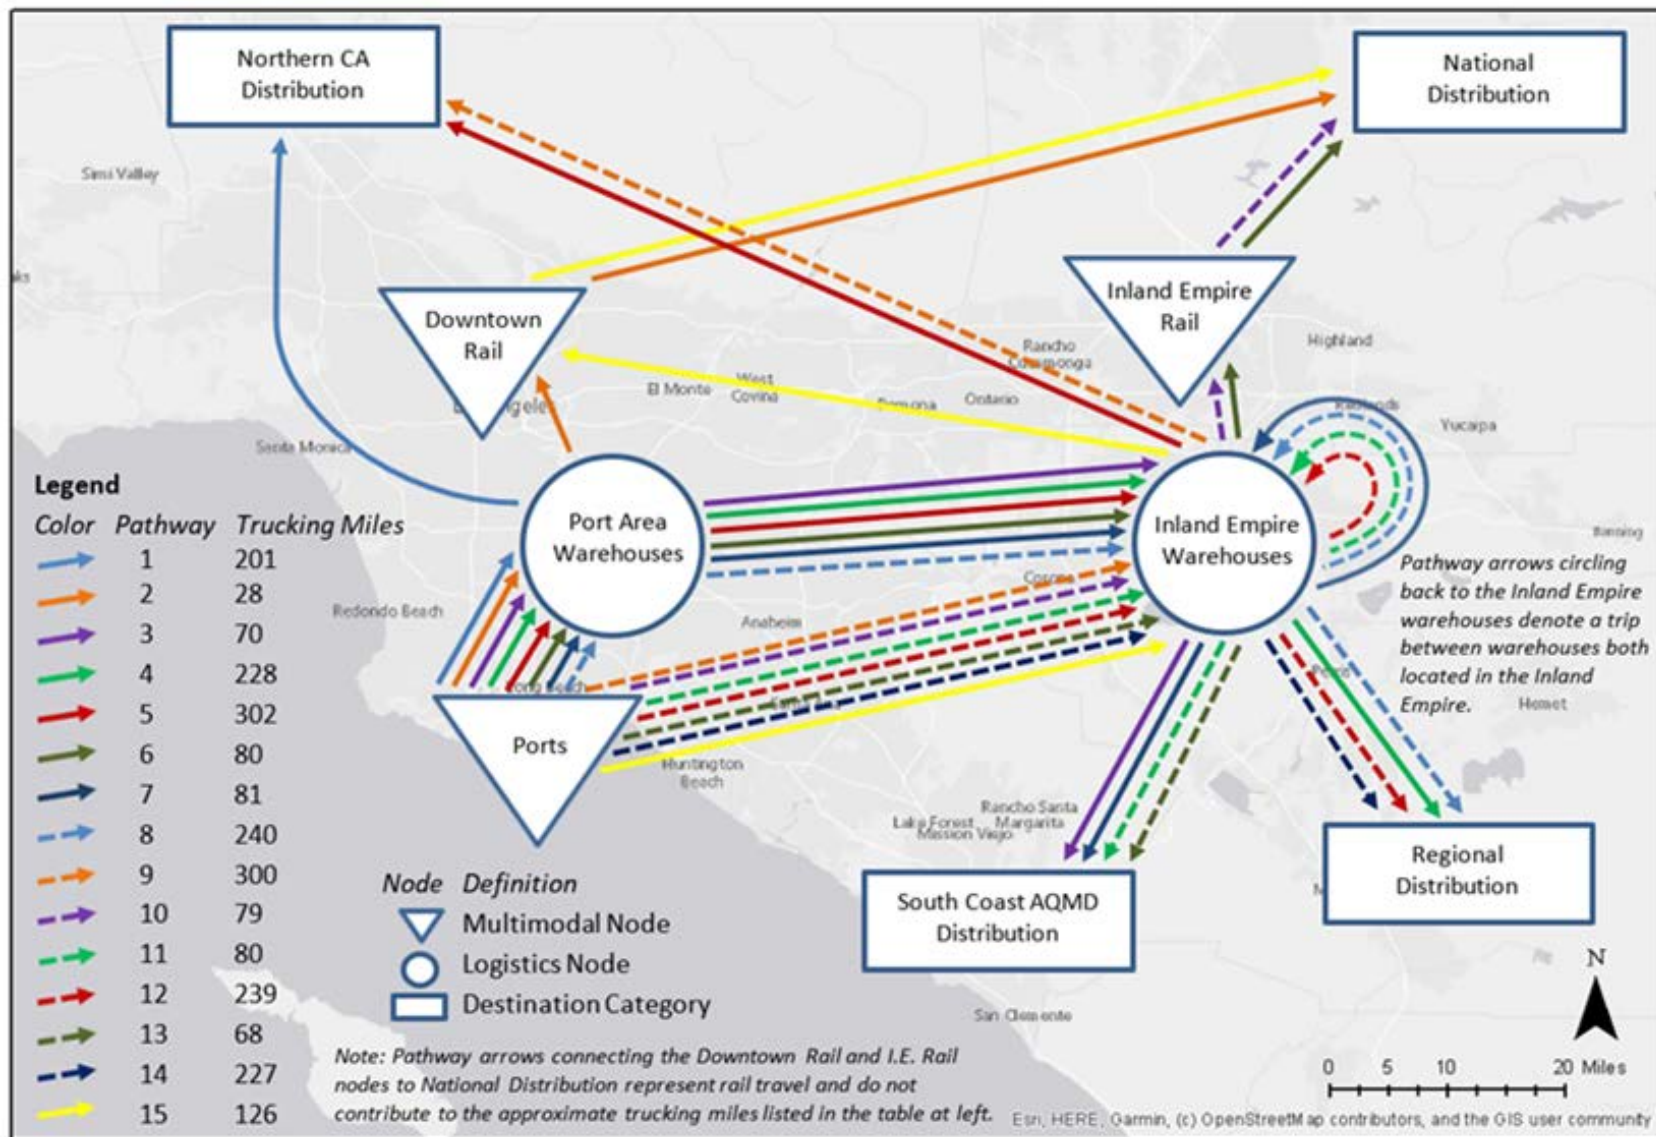 Northern CA
Distribution
National
Distribution
Simi Valley
Downtown
Rail
Inland Empire
Rail
Highland
Rancho
El Monte
West
Covina
Pomona
Ontario
Redlands
Yucaipa
Santa Monica
Port Area
Warehouses
Inland Empire
Warehouses
Banning
Redondo Beach
Anaheim
Corona
Pathway arrows circling
back to the Inland Empire
warehouses denote a trip
between warehouses both
located in the Inland
Empire.
Legend
Color Pathway Trucking Miles
1 201
2 28
3 70
4 228
5 302
6 80
7 81
8 240
9 300
10 79
11 80
12 239
13 68
14 227
15 126
Long Beach
Ports
Huntington
Beach
Hemet
Rancho Santa
Margarita
Lake Forest
Mission Viejo
South Coast AQMD
Distribution
Regional
Distribution
San Clemente
Node Definition
Multimodal Node
Logistics Node
Destination Category
Note: Pathway arrows connecting the Downtown Rail and I.E. Rail
nodes to National Distribution represent rail travel and do not
contribute to the approximate trucking miles listed in the table at left.
N
0 5 10 20 Miles
Esri, HERE, Garmin, (c) OpenStreetMap contributors, and the GIS user community